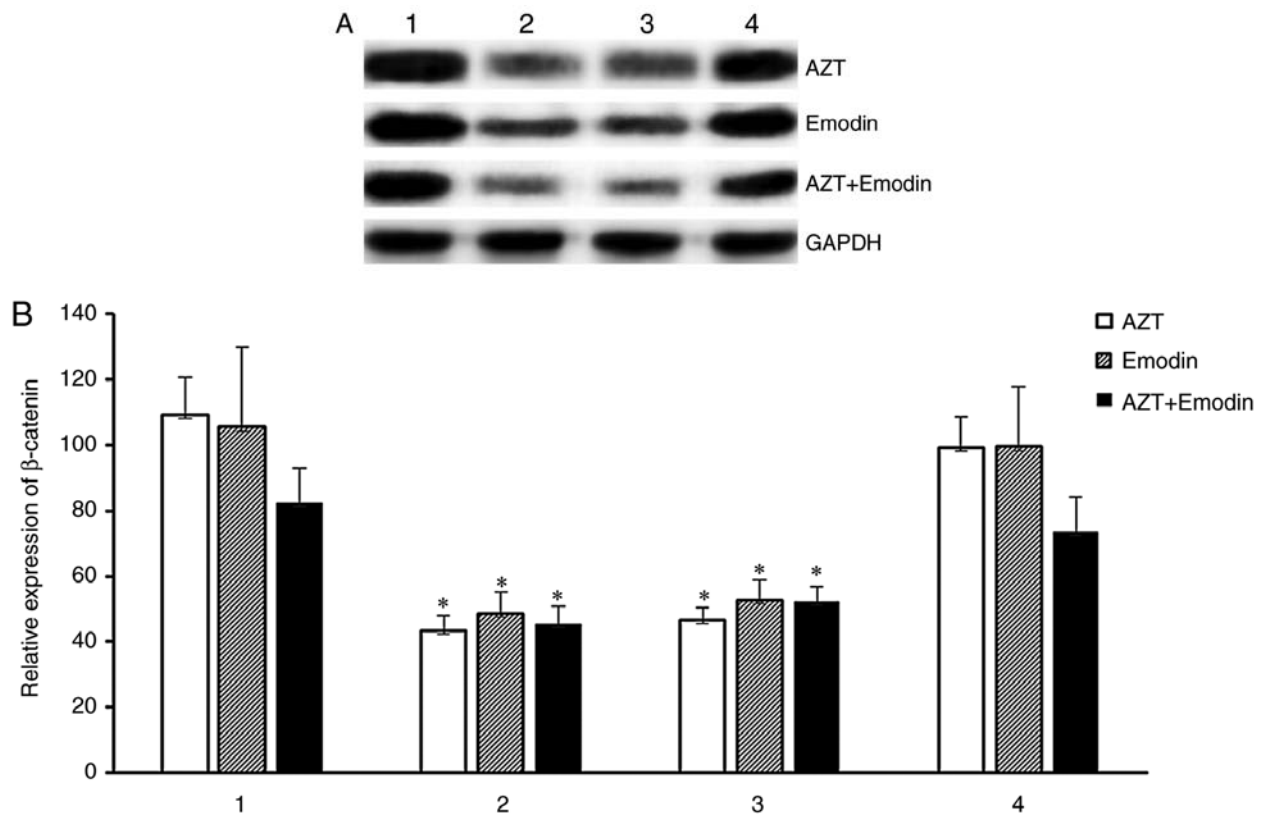 A 1 2 3 4
AZT
Emodin
AZT+Emodin
GAPDH
B
Relative expression of β-catenin
140
120
100
80
60
40
20
0
* * * * * *
1 2 3 4
AZT
Emodin
AZT+Emodin